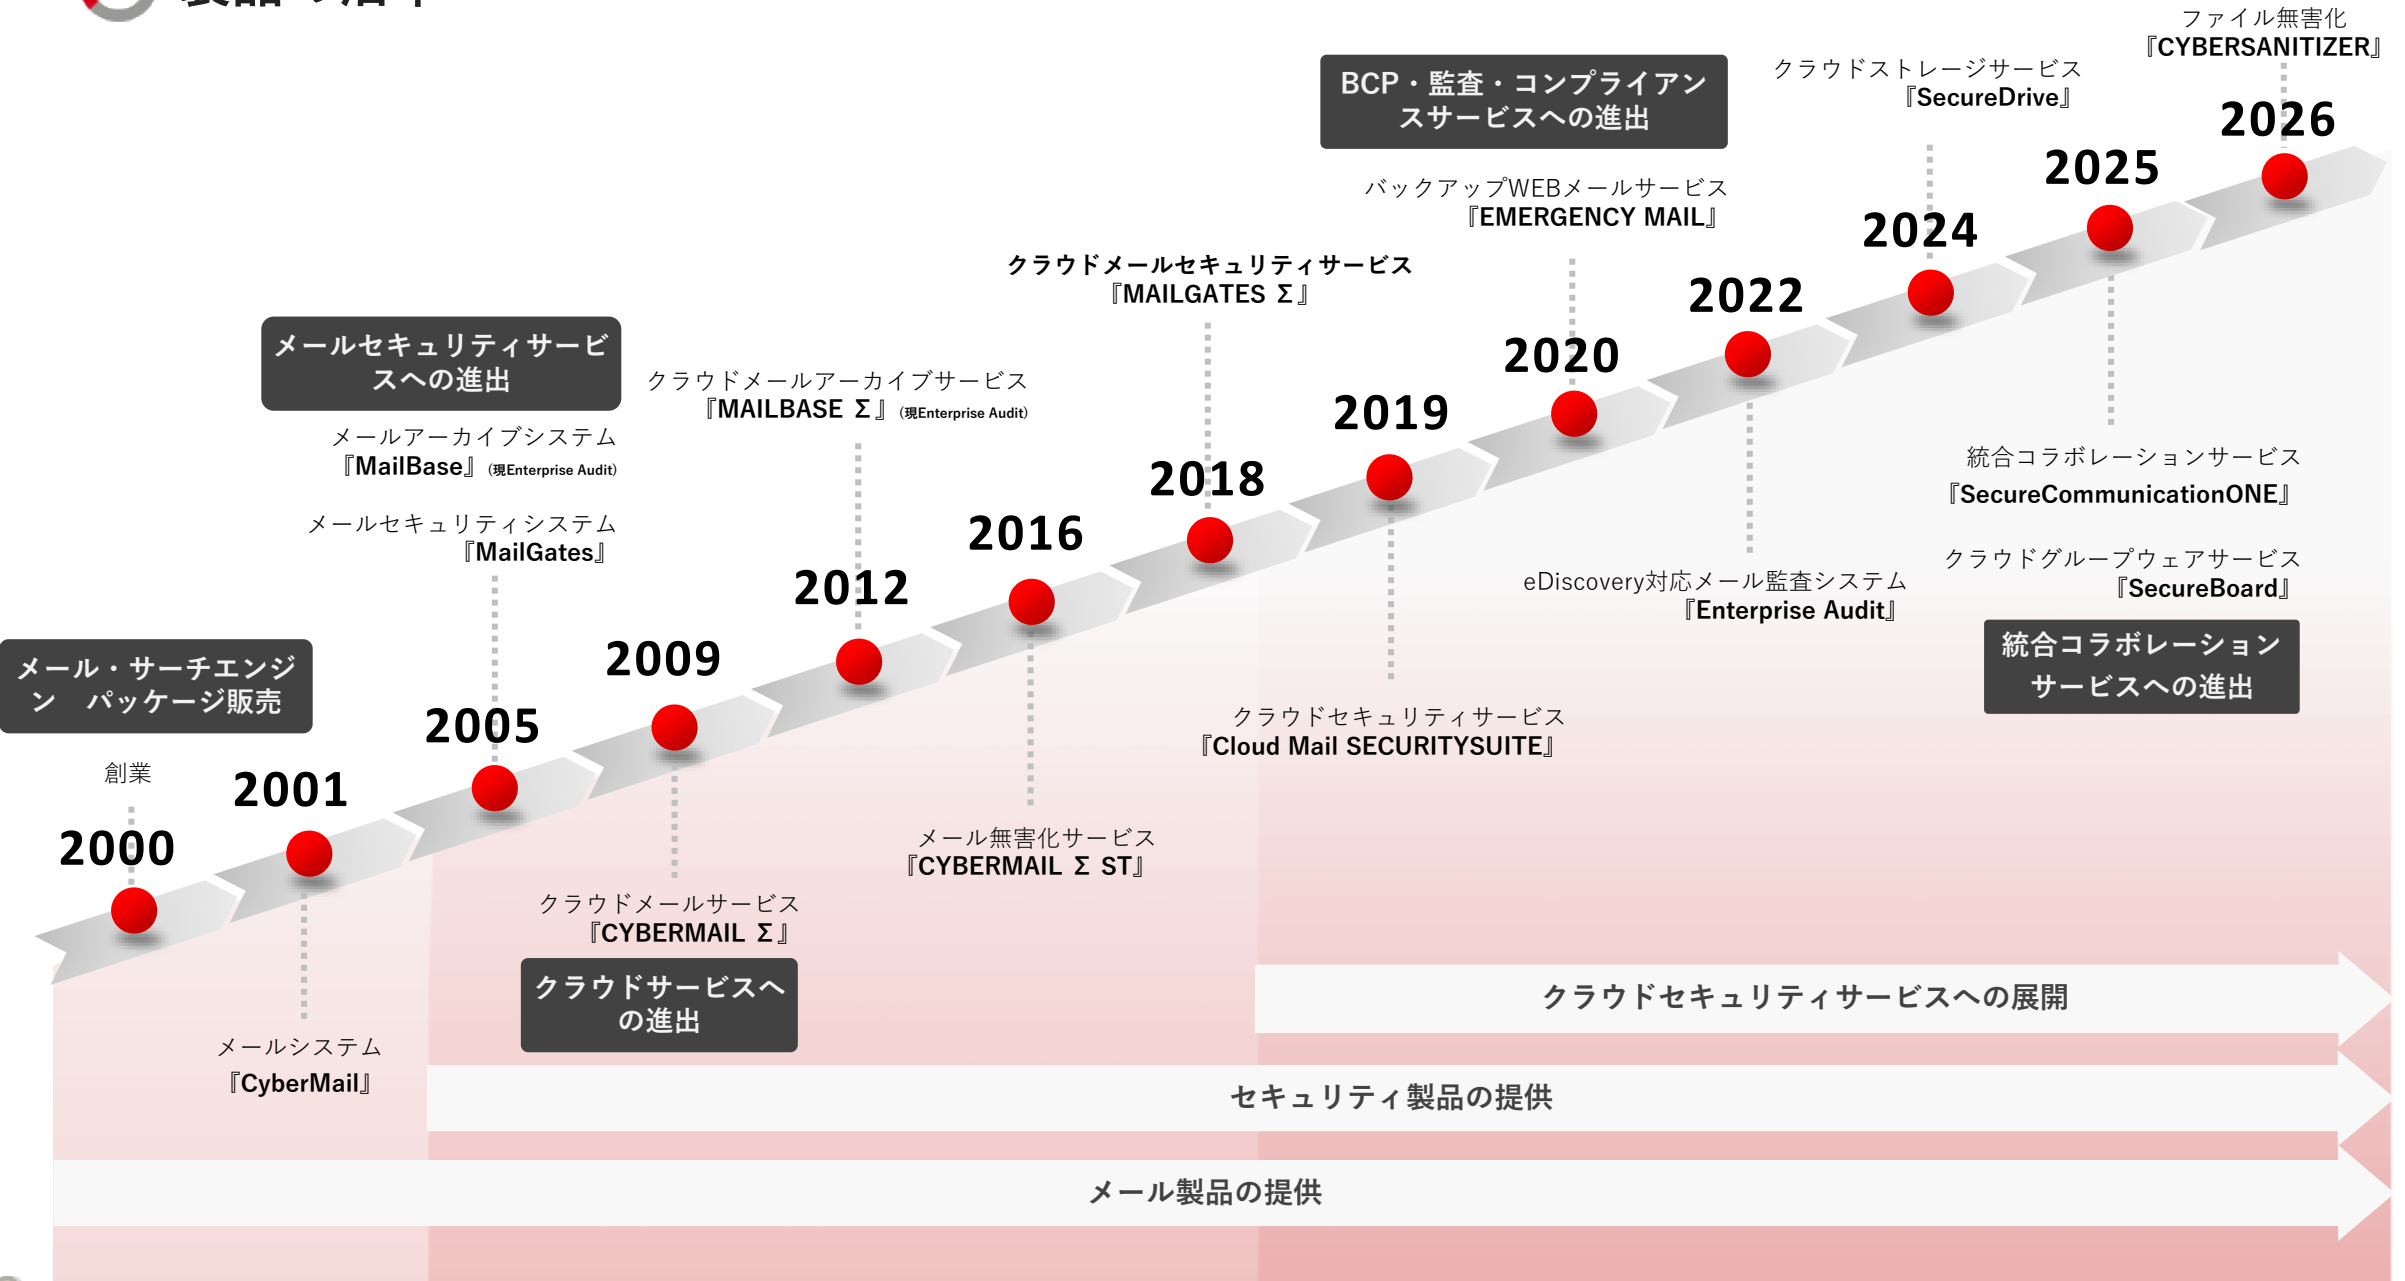 ファイル無害化
『CYBERSANITIZER』
2026
クラウドストレージサービス
『SecureDrive』
2024
2025
統合コラボレーションサービス
『SecureCommunicationONE』
クラウドグループウェアサービス
『SecureBoard』
統合コラボレーション
サービスへの進出
BCP・監査・コンプライアン
スサービスへの進出
バックアップWEBメールサービス
『EMERGENCY MAIL』
2020
2022
eDiscovery対応メール監査システム
『Enterprise Audit』
クラウドメールセキュリティサービス
『MAILGATES Σ』
2018
2019
クラウドセキュリティサービス
『Cloud Mail SECURITYSUITE』
メールセキュリティサービ
スへの進出
メールアーカイブシステム
『MailBase』(現Enterprise Audit)
メールセキュリティシステム
『MailGates』
2005
クラウドメールアーカイブサービス
『MAILBASE Σ』(現Enterprise Audit)
2012
2016
メール無害化サービス
『CYBERMAIL Σ ST』
2009
クラウドメールサービス
『CYBERMAIL Σ』
クラウドサービスへ
の進出
メール・サーチエンジ
ン　パッケージ販売
創業
2000
2001
メールシステム
『CyberMail』
クラウドセキュリティサービスへの展開
セキュリティ製品の提供
メール製品の提供